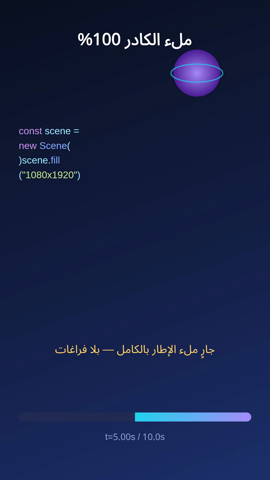 ملء الكادر 100%
const scene =
new Scene(
)scene.fill
("1080x1920")
جارٍ ملء الإطار بالكامل — بلا فراغات
t=5.00s / 10.0s